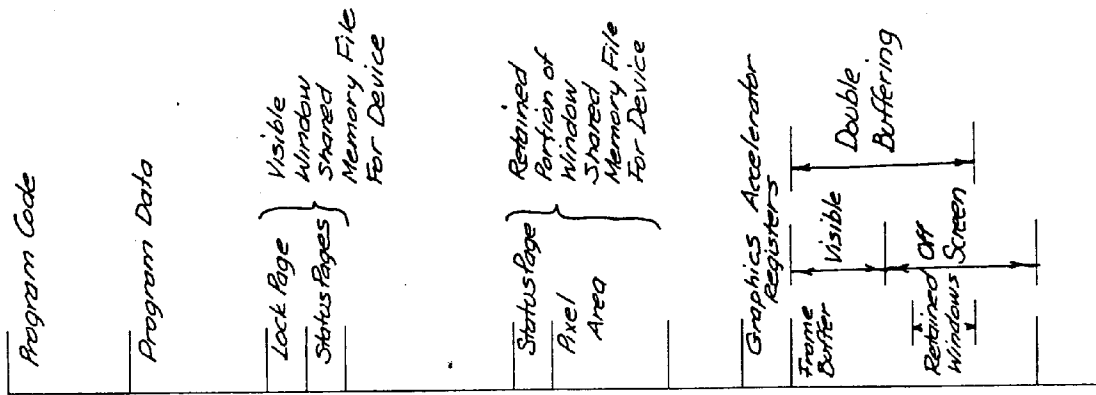 Program Code
Program Data
Lock Page
Status Pages
Visible
Window
Shared
Memory File
For Device
Status Page
Pixel
Area
Retained
Portion of
Window
Shared
Memory File
For Device
Graphics Accelerator
Registers
Frame
Buffer
Visible
Off
Screen
Retained
Windows
Double
Buffering